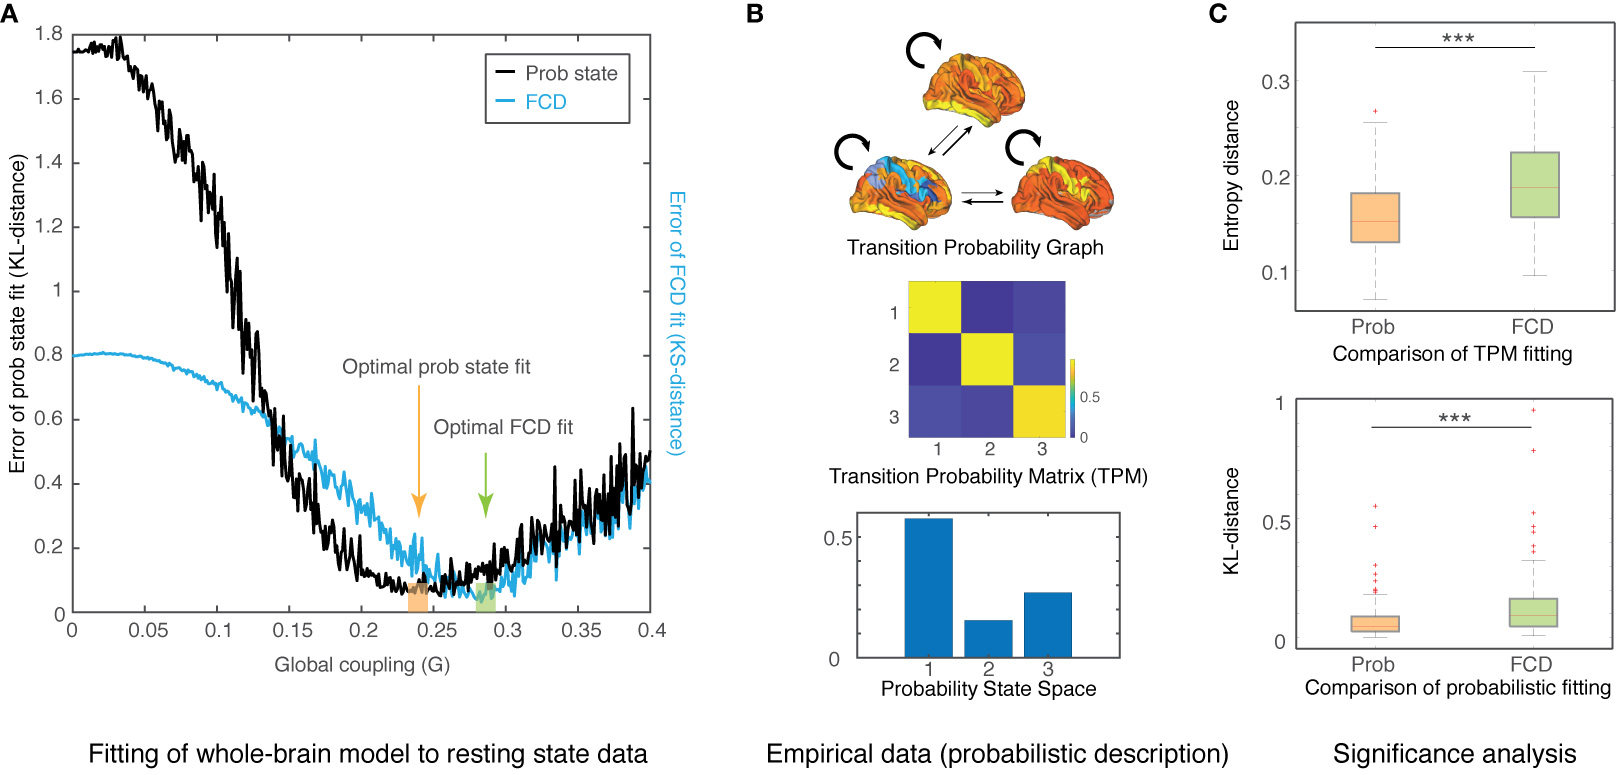 A
1.8
1.6
1.4
1.2
1
0.8
0.6
0.4
0.2
0
0
0.05
0.1
0.15
0.2
0.25
0.3
0.35
0.4
Error of prob state fit (KL-distance)
Error of FCD fit (KS-distance)
Prob state
FCD
Optimal prob state fit
Optimal FCD fit
Global coupling (G)
Fitting of whole-brain model to resting state data
B
Transition Probability Graph
1
2
3
1
2
3
0.5
0
Transition Probability Matrix (TPM)
0.5
0
1
2
3
Probability State Space
Empirical data (probabilistic description)
C
***
0.3
0.2
0.1
Entropy distance
Prob
FCD
Comparison of TPM fitting
***
1
0.5
0
KL-distance
Prob
FCD
Comparison of probabilistic fitting
Significance analysis